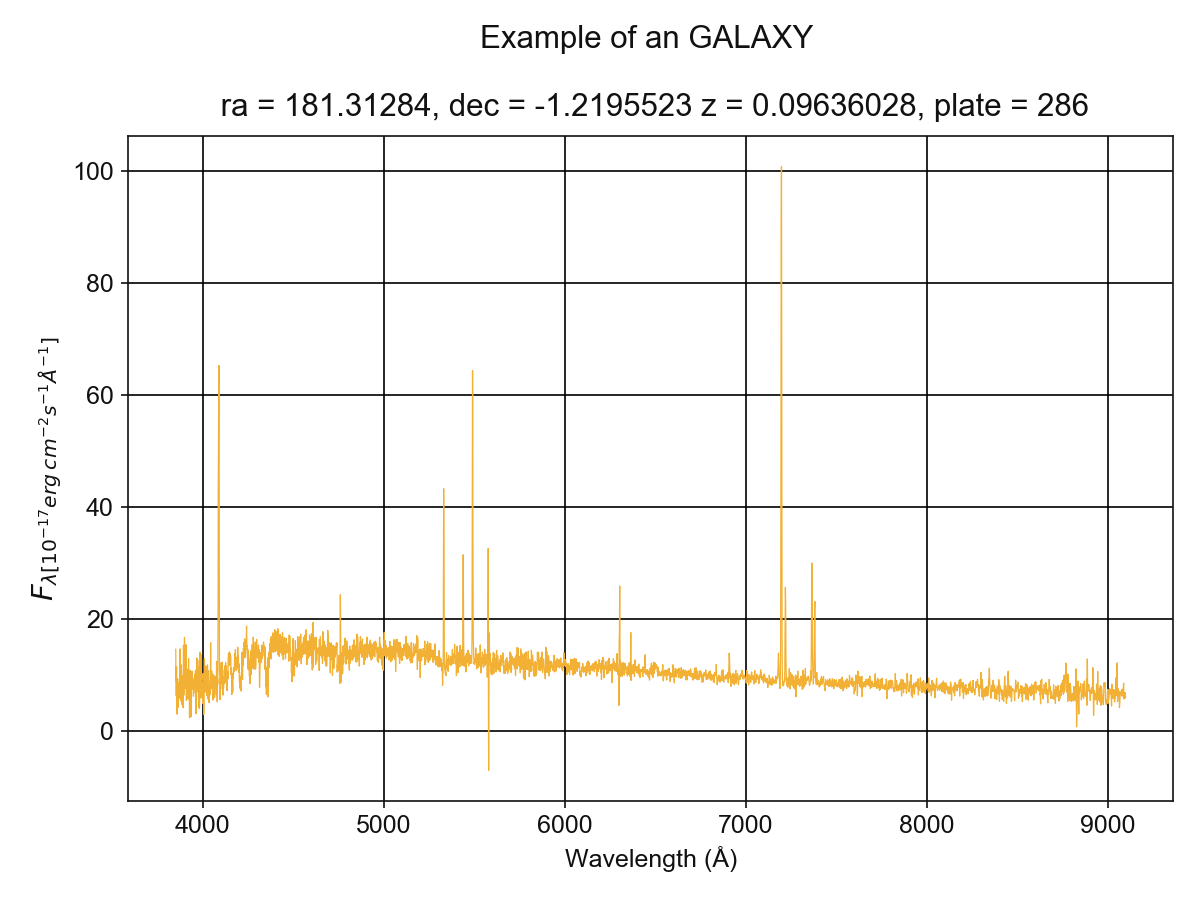 Example of an GALAXY
ra = 181.31284, dec = -1.2195523 z = 0.09636028, plate = 286
100
80
60
40
20
0
F_{λ[10^{−17}erg cm^{−2}s^{−1}Å^{−1}]}
4000 5000 6000 7000 8000 9000
Wavelength (Å)